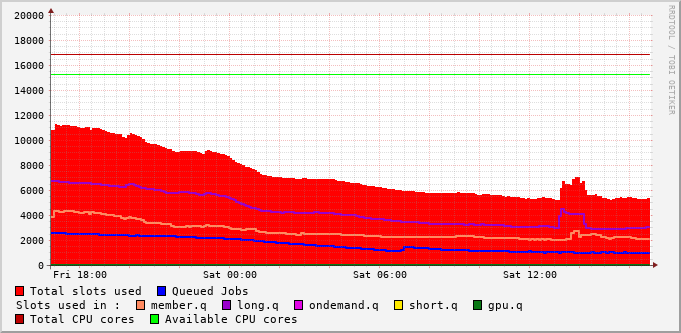 20000
18000
16000
14000
12000
10000
8000
6000
4000
2000
0
Fri 18:00 Sat 00:00 Sat 06:00 Sat 12:00
RRDTOOL / TOBI OETIKER
Total slots used Queued Jobs
Slots used in : member.q long.q ondemand.q short.q gpu.q
Total CPU cores Available CPU cores